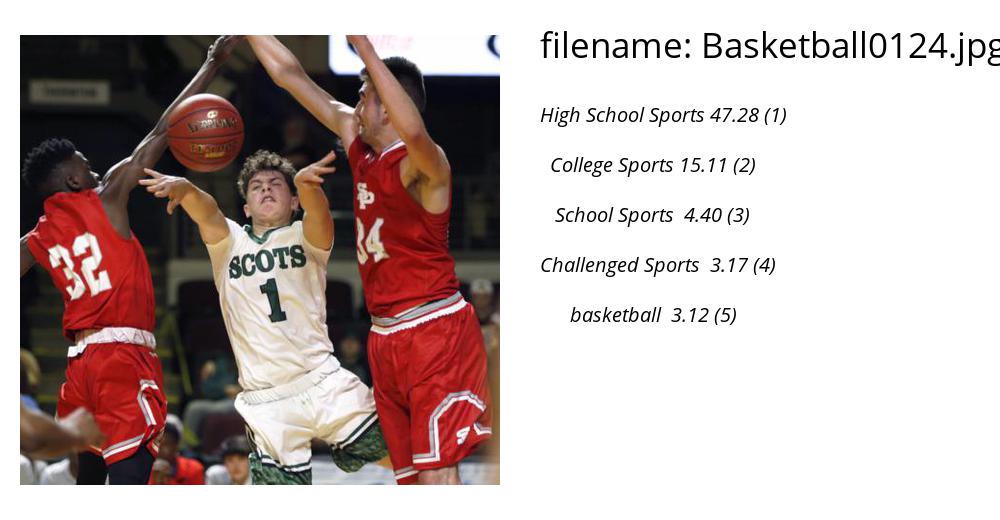 filename: Basketball0124.jpg
High School Sports 47.28 (1)
College Sports 15.11 (2)
School Sports 4.40 (3)
Challenged Sports 3.17 (4)
basketball 3.12 (5)
32
SP
34
SCOTS
1